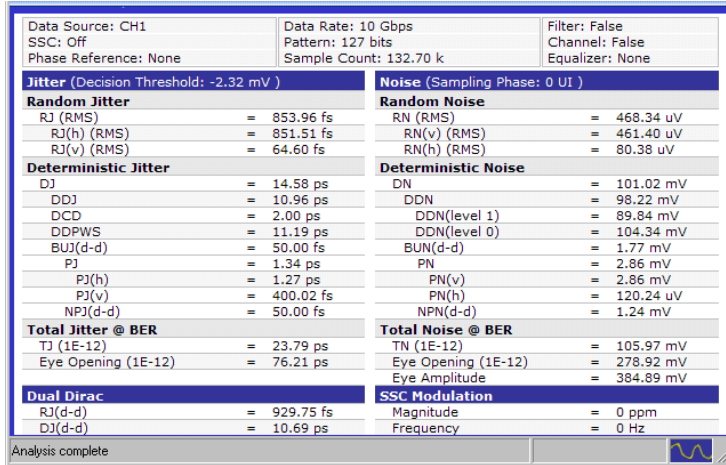 Data Source: CH1 Data Rate: 10 Gbps Filter: False
SSC: Off Pattern: 127 bits Channel: False
Phase Reference: None Sample Count: 132.70 k Equalizer: None
Jitter (Decision Threshold: -2.32 mV ) Noise (Sampling Phase: 0 UI )
Random Jitter Random Noise
RJ (RMS) = 853.96 fs RN (RMS) = 468.34 uV
RJ(h) (RMS) = 851.51 fs RN(v) (RMS) = 461.40 uV
RJ(v) (RMS) = 64.60 fs RN(h) (RMS) = 80.38 uV
Deterministic Jitter Deterministic Noise
DJ = 14.58 ps DN = 101.02 mV
DDJ = 10.96 ps DDN = 98.22 mV
DCD = 2.00 ps DDN(level 1) = 89.84 mV
DDPWS = 11.19 ps DDN(level 0) = 104.34 mV
BUJ(d-d) = 50.00 fs BUN(d-d) = 1.77 mV
PJ = 1.34 ps PN = 2.86 mV
PJ(h) = 1.27 ps PN(v) = 2.86 mV
PJ(v) = 400.02 fs PN(h) = 120.24 uV
NPJ(d-d) = 50.00 fs NPN(d-d) = 1.24 mV
Total Jitter @ BER Total Noise @ BER
TJ (1E-12) = 23.79 ps TN (1E-12) = 105.97 mV
Eye Opening (1E-12) = 76.21 ps Eye Opening (1E-12) = 278.92 mV
Eye Amplitude = 384.89 mV
Dual Dirac SSC Modulation
RJ(d-d) = 929.75 fs Magnitude = 0 ppm
DJ(d-d) = 10.69 ps Frequency = 0 Hz
Analysis complete